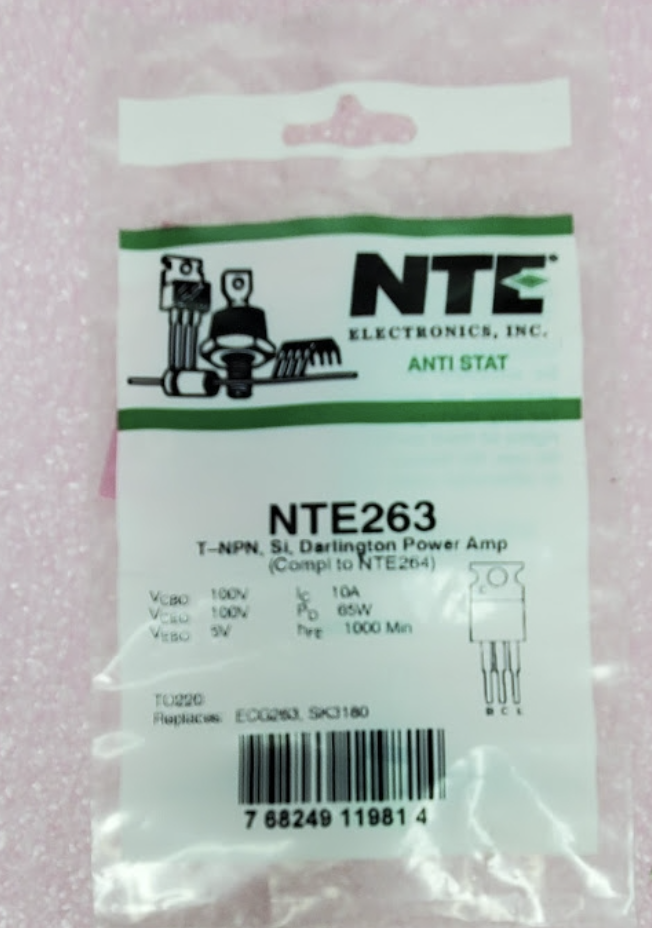 NTE®
ELECTRONICS, INC.
ANTI STAT
NTE263
T–NPN, Si, Darlington Power Amp
(Compl to NTE264)
VCBO 100V IC 10A
VCEO 100V PD 65W
VEBO 5V hFE 1000 Min
C
B C E
TO220
Replaces: ECG263, SK3180
7 68249 11981 4